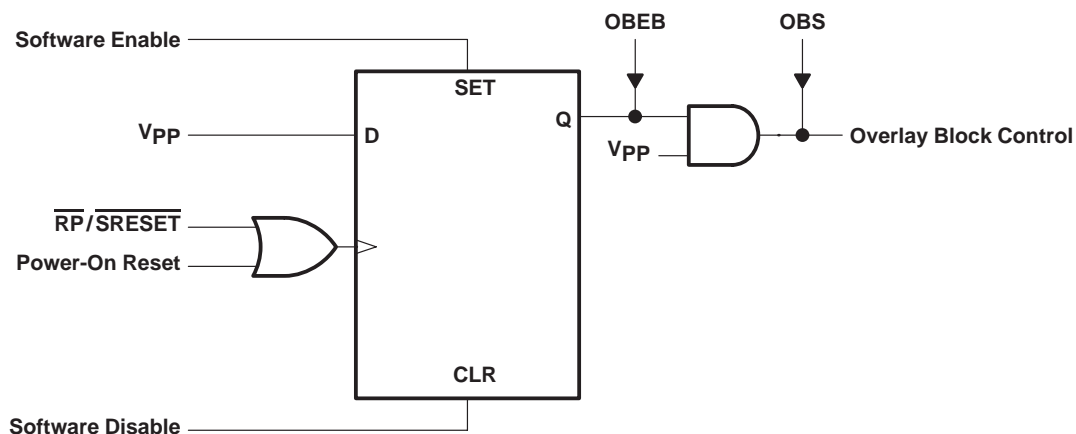 OBEB
OBS
Software Enable
SET
VPP
D
Q
VPP
Overlay Block Control
RP/SRESET
Power-On Reset
CLR
Software Disable